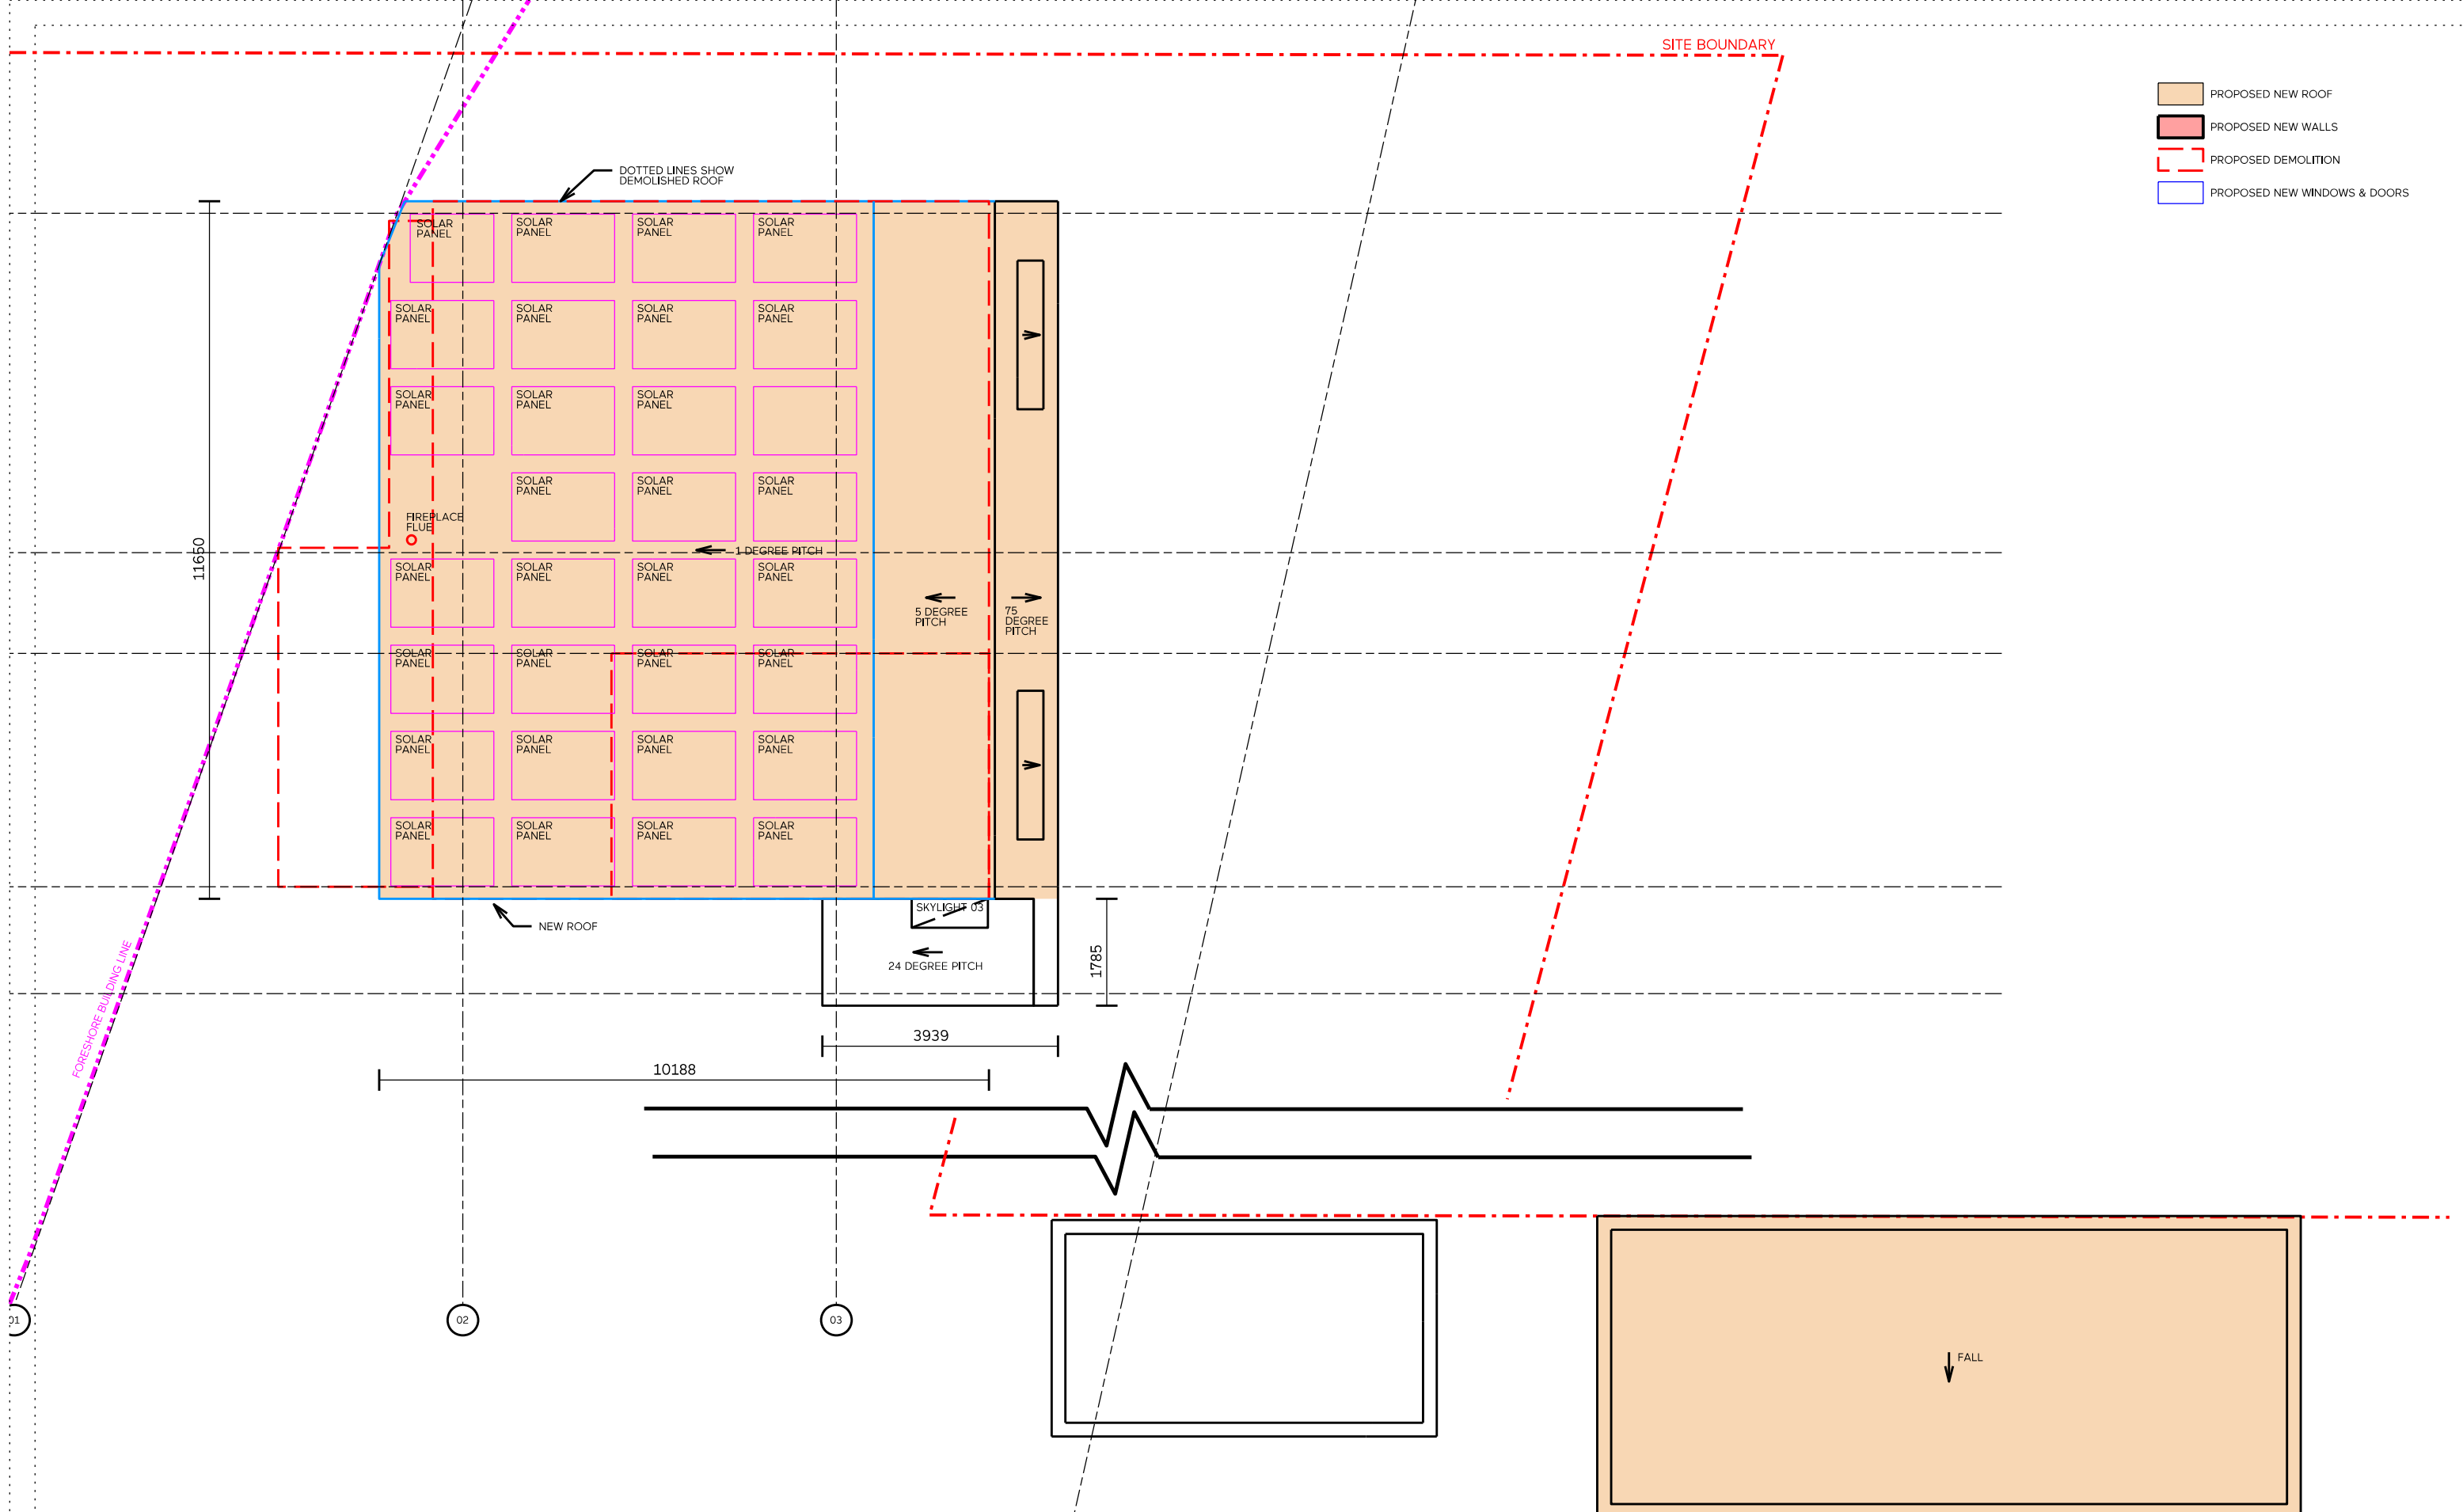 SITE BOUNDARY
PROPOSED NEW ROOF
PROPOSED NEW WALLS
PROPOSED DEMOLITION
PROPOSED NEW WINDOWS & DOORS
DOTTED LINES SHOW
DEMOLISHED ROOF
SOLAR
PANEL
SOLAR
PANEL
SOLAR
PANEL
SOLAR
PANEL
SOLAR
PANEL
SOLAR
PANEL
SOLAR
PANEL
SOLAR
PANEL
SOLAR
PANEL
SOLAR
PANEL
SOLAR
PANEL
SOLAR
PANEL
SOLAR
PANEL
SOLAR
PANEL
FIREPLACE
FLUE
11650
1 DEGREE PITCH
SOLAR
PANEL
SOLAR
PANEL
SOLAR
PANEL
SOLAR
PANEL
5 DEGREE
PITCH
75
DEGREE
PITCH
SOLAR
PANEL
SOLAR
PANEL
SOLAR
PANEL
SOLAR
PANEL
SOLAR
PANEL
SOLAR
PANEL
SOLAR
PANEL
SOLAR
PANEL
SOLAR
PANEL
SOLAR
PANEL
SOLAR
PANEL
SOLAR
PANEL
SKYLIGHT 03
NEW ROOF
24 DEGREE PITCH
1785
FORESHORE BUILDING LINE
3939
10188
01
02
03
FALL